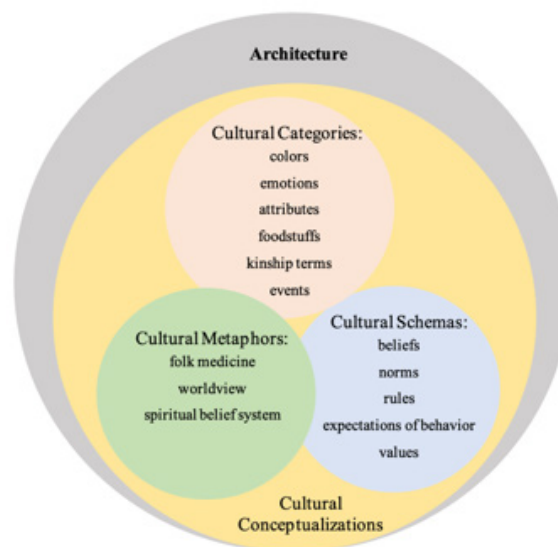 Architecture
Cultural Categories:
colors
emotions
attributes
foodstuffs
kinship terms
events
Cultural Metaphors:
folk medicine
worldview
spiritual belief system
Cultural Schemas:
beliefs
norms
rules
expectations of behavior
values
Cultural
Conceptualizations